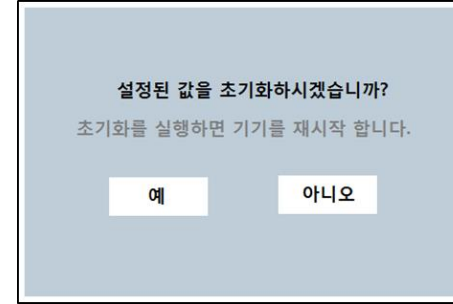 설정된 값을 초기화하시겠습니까?
초기화를 실행하면 기기를 재시작 합니다.
예 아니오